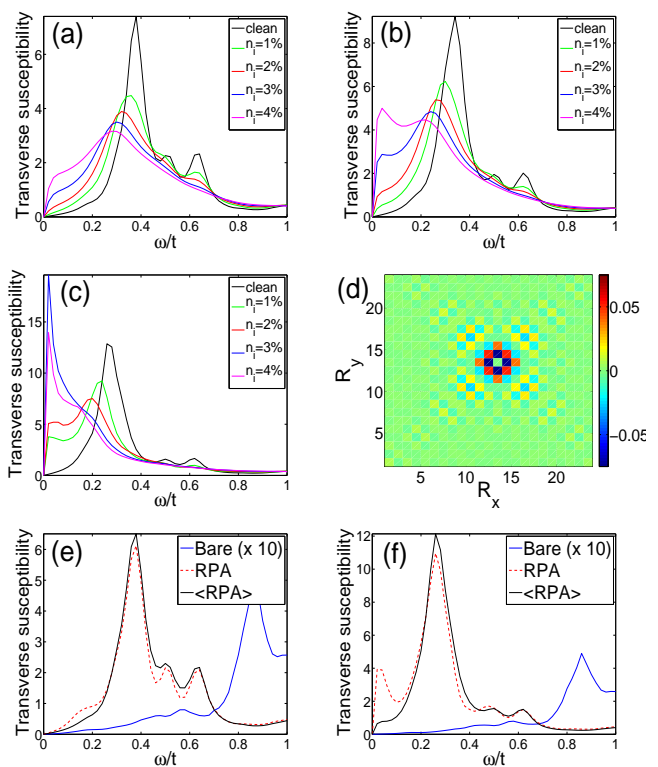 (a)
clean
n_i=1%
n_i=2%
n_i=3%
n_i=4%
Transverse susceptibility
0
2
4
6
0 0.2 0.4 0.6 0.8 1
ω/t
(b)
clean
n_i=1%
n_i=2%
n_i=3%
n_i=4%
Transverse susceptibility
0
2
4
6
8
0 0.2 0.4 0.6 0.8 1
ω/t
(c)
clean
n_i=1%
n_i=2%
n_i=3%
n_i=4%
Transverse susceptibility
0
5
10
15
0 0.2 0.4 0.6 0.8 1
ω/t
(d)
R_y
5
10
15
20
5 10 15 20
R_x
0.05
0
−0.05
(e)
Bare (x 10)
RPA
<RPA>
Transverse susceptibility
0
1
2
3
4
5
6
0 0.2 0.4 0.6 0.8 1
ω/t
(f)
Bare (x 10)
RPA
<RPA>
Transverse susceptibility
0
2
4
6
8
10
12
0 0.2 0.4 0.6 0.8 1
ω/t